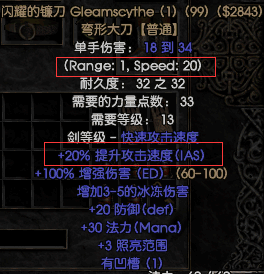 闪耀的镰刀 Gleamscythe (1) (99) ($2843)
弯形大刀【普通】
单手伤害: 18 到 34
(Range: 1, Speed: 20)
耐久度: 32 之 32
需要的力量点数: 33
需要等级: 13
剑等级 - 快速攻击速度
+20% 提升攻击速度(IAS)
+100% 增强伤害 (ED) (60-100)
增加3-5的冰冻伤害
+20 防御(def)
+30 法力(Mana)
+3 照亮范围
有凹槽 (1)